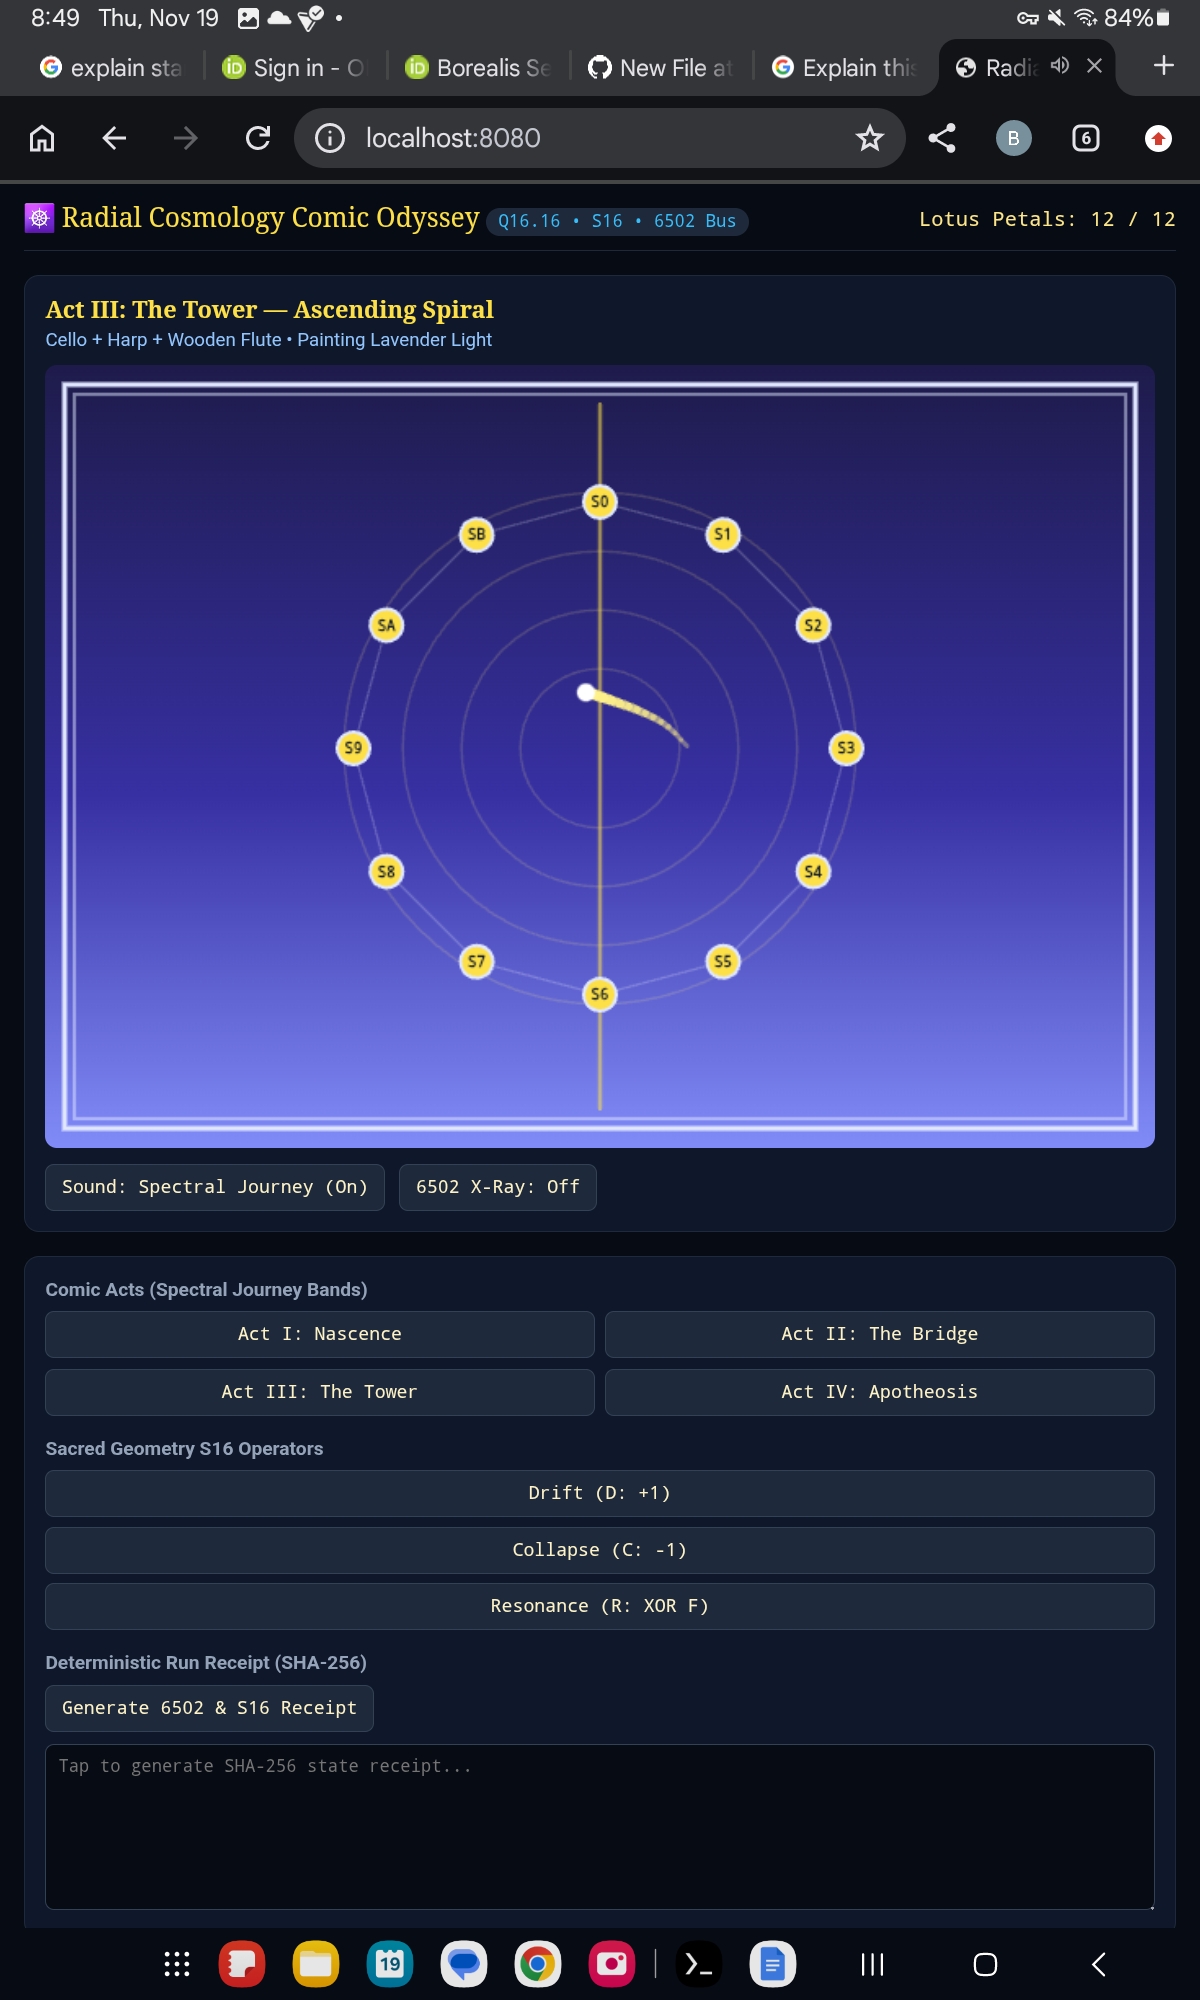 8:49 Thu, Nov 19 84%
explain sta
Sign in - O
Borealis Se
New File at
Explain this
Radia
localhost:8080
B
6
Radial Cosmology Comic Odyssey Q16.16 • S16 • 6502 Bus Lotus Petals: 12 / 12
Act III: The Tower — Ascending Spiral
Cello + Harp + Wooden Flute • Painting Lavender Light
S0
SB
S1
SA
S2
S9
S3
S8
S4
S7
S5
S6
Sound: Spectral Journey (On)
6502 X-Ray: Off
Comic Acts (Spectral Journey Bands)
Act I: Nascence
Act II: The Bridge
Act III: The Tower
Act IV: Apotheosis
Sacred Geometry S16 Operators
Drift (D: +1)
Collapse (C: -1)
Resonance (R: XOR F)
Deterministic Run Receipt (SHA-256)
Generate 6502 & S16 Receipt
Tap to generate SHA-256 state receipt...
19